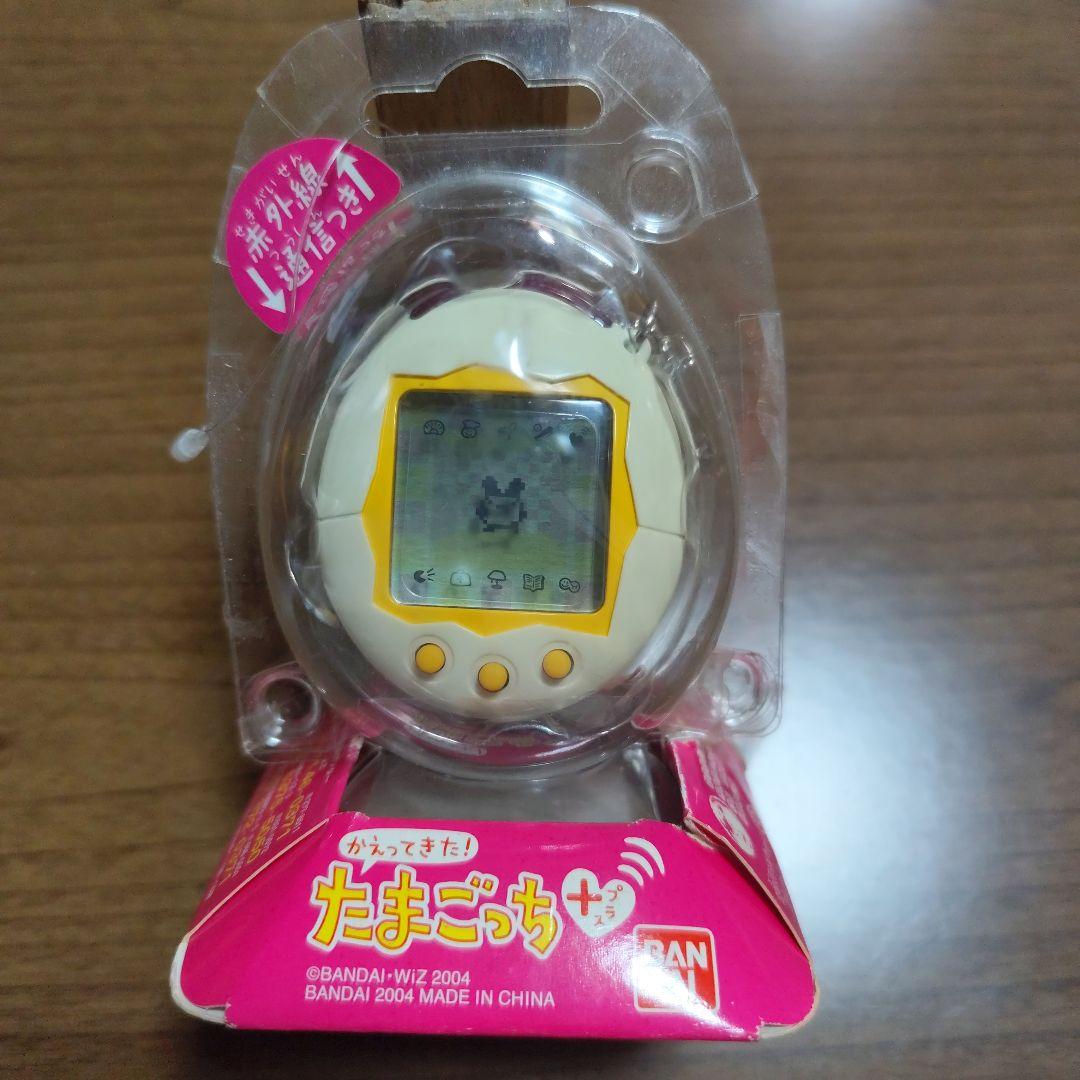 せきがいせん
赤外線
つうしん
通信つき
かえってきた!
たまごっち
+
プラス
©BANDAI・WiZ 2004
BANDAI 2004 MADE IN CHINA
BAN
DAI